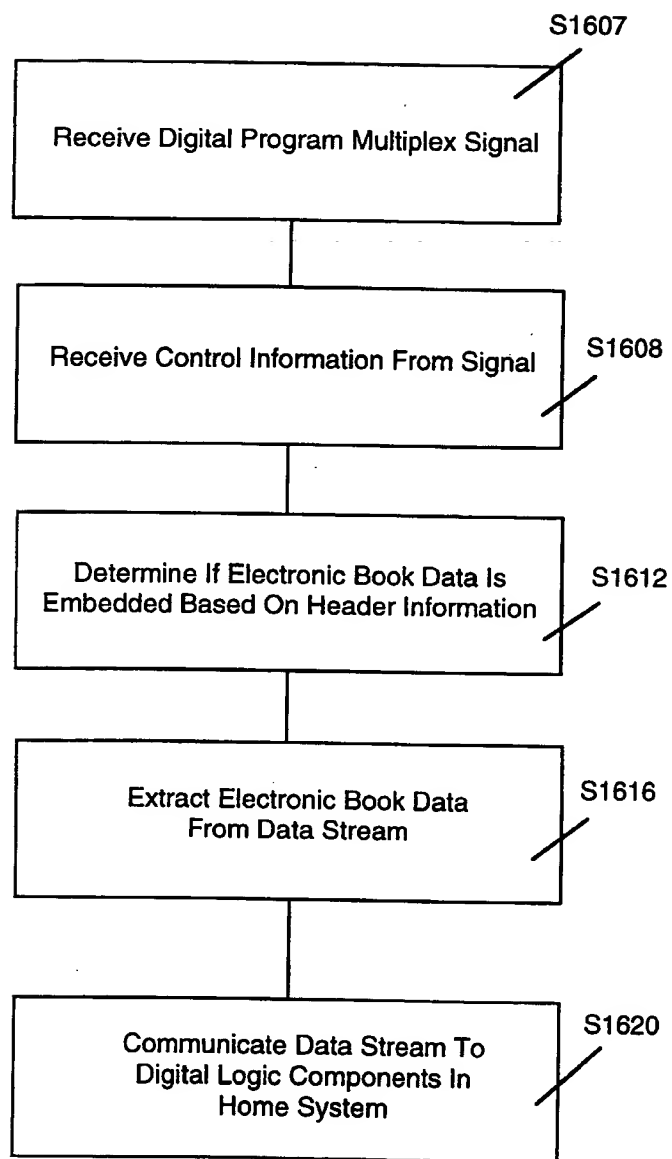 S1607
Receive Digital Program Multiplex Signal
Receive Control Information From Signal
S1608
Determine If Electronic Book Data Is
Embedded Based On Header Information
S1612
Extract Electronic Book Data
From Data Stream
S1616
Communicate Data Stream To
Digital Logic Components In
Home System
S1620